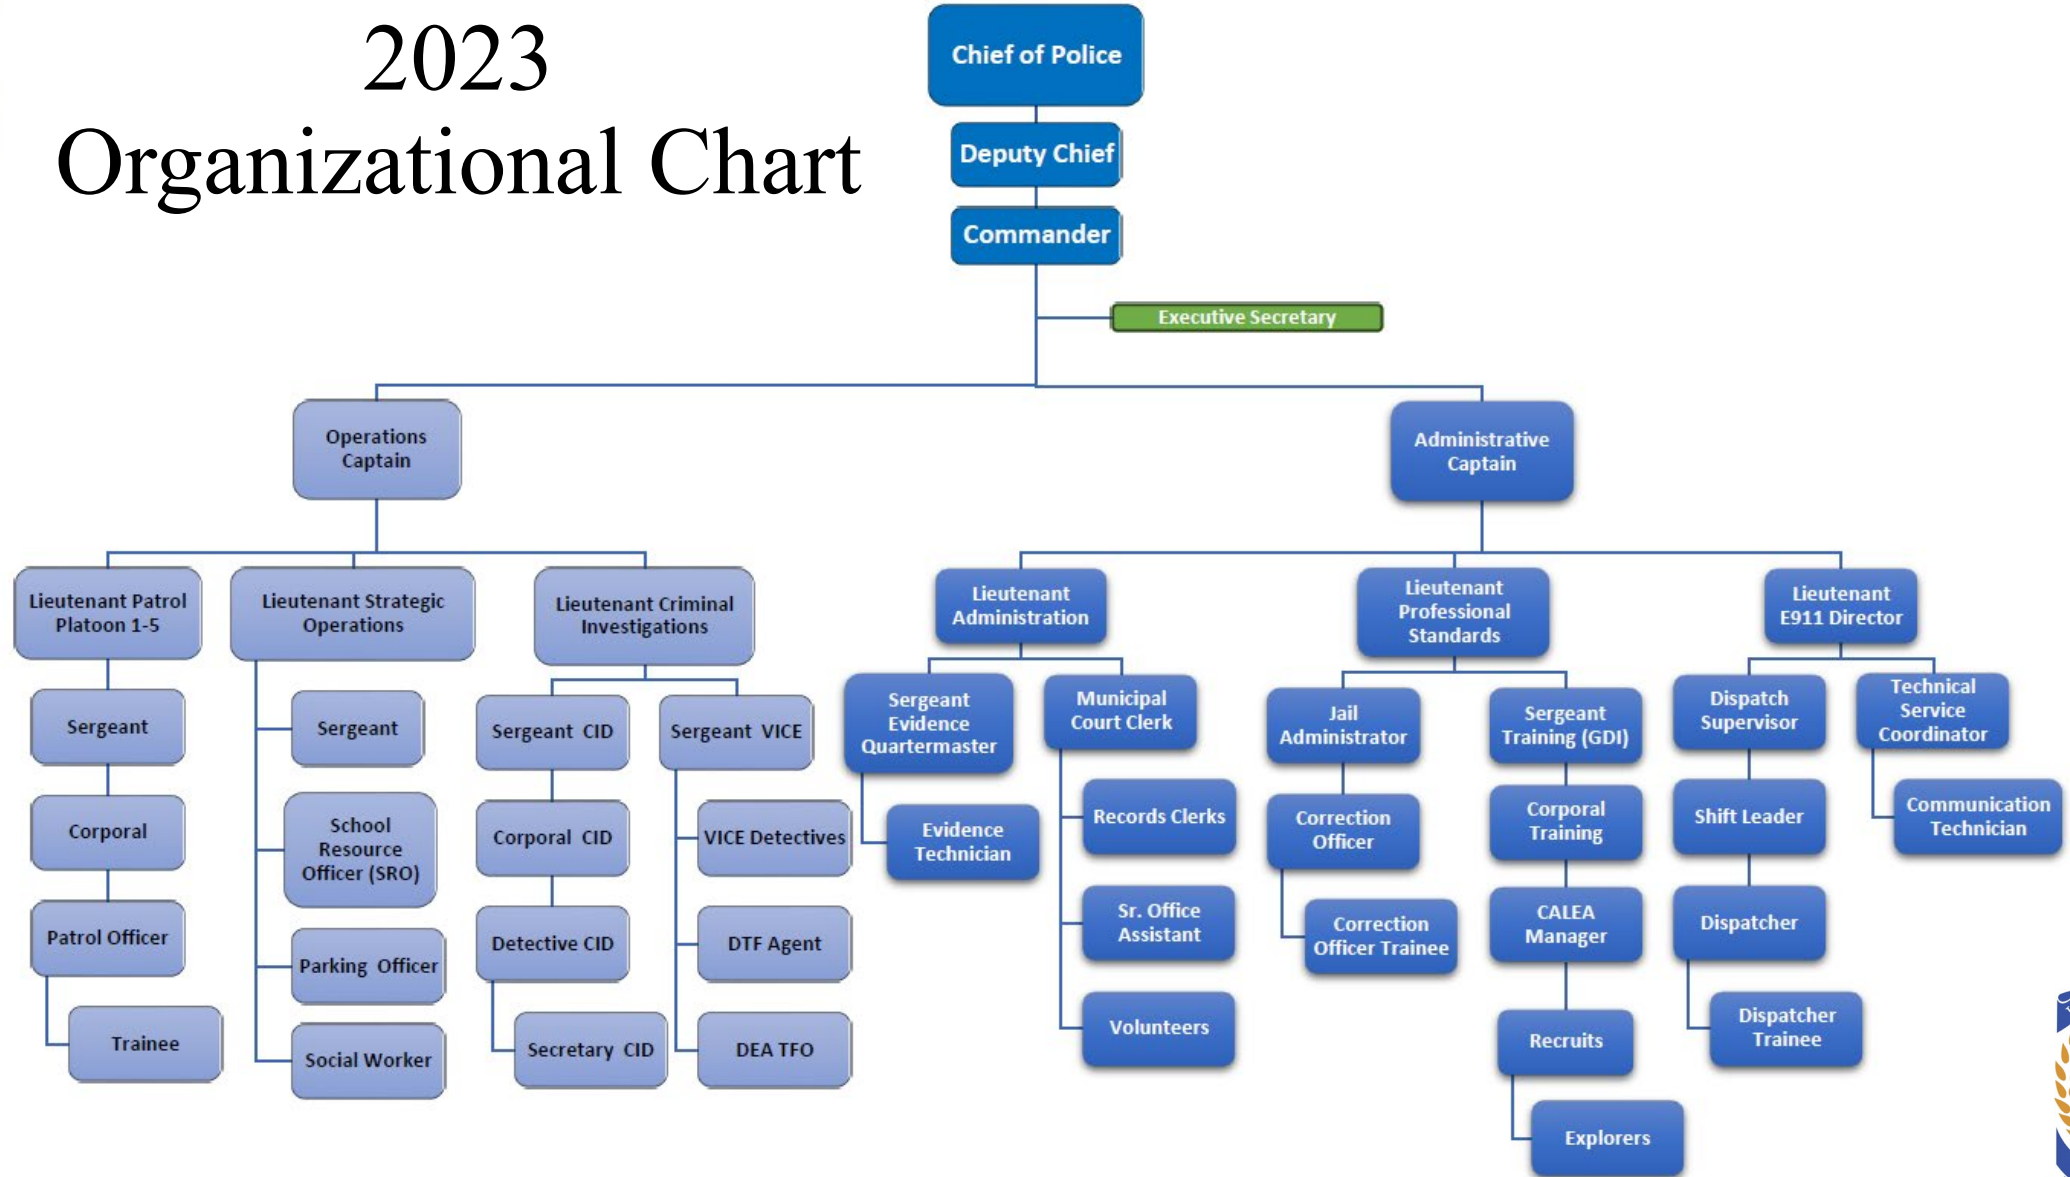 2023
Organizational Chart
Chief of Police
Deputy Chief
Commander
Executive Secretary
Operations
Captain
Administrative
Captain
Lieutenant Patrol
Platoon 1-5
Lieutenant Strategic
Operations
Lieutenant Criminal
Investigations
Lieutenant
Administration
Lieutenant
Professional
Standards
Lieutenant
E911 Director
Sergeant
Corporal
Patrol Officer
Trainee
Sergeant
School
Resource
Officer (SRO)
Parking Officer
Social Worker
Sergeant CID
Corporal CID
Detective CID
Secretary CID
Sergeant VICE
VICE Detectives
DTF Agent
DEA TFO
Sergeant
Evidence
Quartermaster
Evidence
Technician
Municipal
Court Clerk
Records Clerks
Sr. Office
Assistant
Volunteers
Jail
Administrator
Correction
Officer
Correction
Officer Trainee
Sergeant
Training (GDI)
Corporal
Training
CALEA
Manager
Recruits
Explorers
Dispatch
Supervisor
Shift Leader
Dispatcher
Dispatcher
Trainee
Technical
Service
Coordinator
Communication
Technician